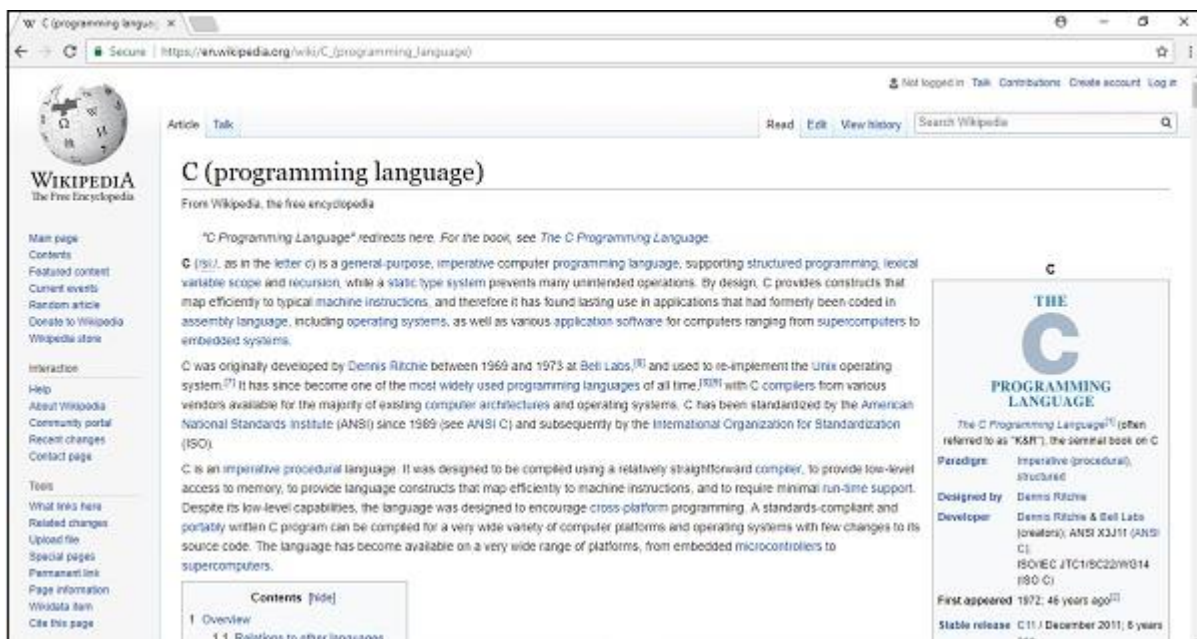 C (programming langua
Secure | https://en.wikipedia.org/wiki/C_(programming_language)
Not logged in Talk Contributions Create account Log in
Article Talk
Read Edit View history Search Wikipedia
WIKIPEDIA
The Free Encyclopedia
Main page
Contents
Featured content
Current events
Random article
Donate to Wikipedia
Wikipedia store
Interaction
Help
About Wikipedia
Community portal
Recent changes
Contact page
Tools
What links here
Related changes
Upload file
Special pages
Permanent link
Page information
Wikidata item
Cite this page
C (programming language)
From Wikipedia, the free encyclopedia
"C Programming Language" redirects here. For the book, see The C Programming Language.
C (/siː/, as in the letter c) is a general-purpose, imperative computer programming language, supporting structured programming, lexical
variable scope and recursion, while a static type system prevents many unintended operations. By design, C provides constructs that
map efficiently to typical machine instructions, and therefore it has found lasting use in applications that had formerly been coded in
assembly language, including operating systems, as well as various application software for computers ranging from supercomputers to
embedded systems.
C was originally developed by Dennis Ritchie between 1969 and 1973 at Bell Labs,[6] and used to re-implement the Unix operating
system.[7] It has since become one of the most widely used programming languages of all time,[8][9] with C compilers from various
vendors available for the majority of existing computer architectures and operating systems. C has been standardized by the American
National Standards Institute (ANSI) since 1989 (see ANSI C) and subsequently by the International Organization for Standardization
(ISO).
C is an imperative procedural language. It was designed to be compiled using a relatively straightforward compiler, to provide low-level
access to memory, to provide language constructs that map efficiently to machine instructions, and to require minimal run-time support.
Despite its low-level capabilities, the language was designed to encourage cross-platform programming. A standards-compliant and
portably written C program can be compiled for a very wide variety of computer platforms and operating systems with few changes to its
source code. The language has become available on a very wide range of platforms, from embedded microcontrollers to
supercomputers.
Contents [hide]
1 Overview
1.1 Relations to other languages
C
THE
C
PROGRAMMING
LANGUAGE
The C Programming Language[1] (often
referred to as "K&R"), the seminal book on C
Paradigm Imperative (procedural),
structured
Designed by Dennis Ritchie
Developer Dennis Ritchie & Bell Labs
(creators); ANSI X3J11 (ANSI
C);
ISO/IEC JTC1/SC22/WG14
(ISO C)
First appeared 1972; 46 years ago[2]
Stable release C11 / December 2011; 6 years